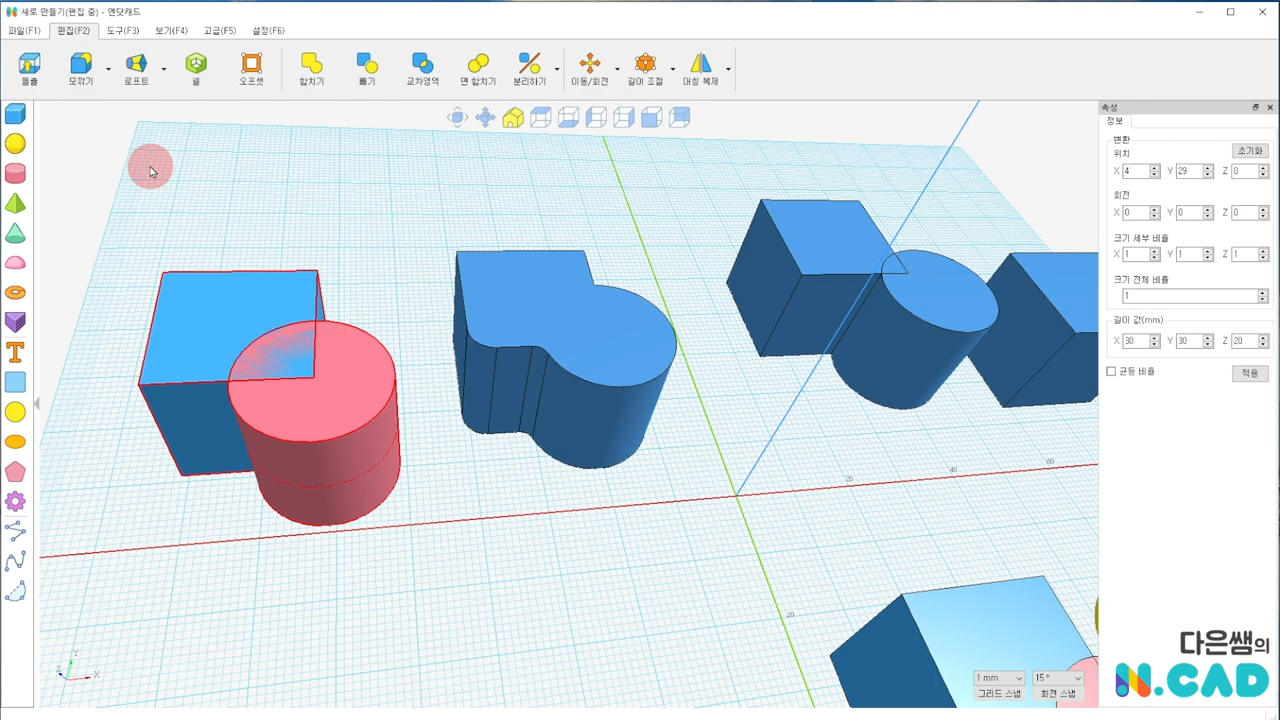 새로 만들기(편집 중) - 엔닷캐드
파일(F1) 편집(F2) 도구(F3) 보기(F4) 고급(F5) 설정(F6)
돌출 모깎기 로프트 쉘 오프셋 합치기 빼기 교차영역 면 합치기 분리하기 이동/회전 길이 조절 대칭 복제
속성
정보
변환
위치 초기화
X 4 Y 29 Z 0
회전
X 0 Y 0 Z 0
크기 세부 비율
X 1 Y 1 Z 1
크기 전체 비율
1
길이 값(mm)
X 30 Y 30 Z 20
균등 비율 적용
20 40 60
20
Y
Z X
1 mm 15 °
그리드 스냅 회전 스냅
다은쌤의
N.CAD